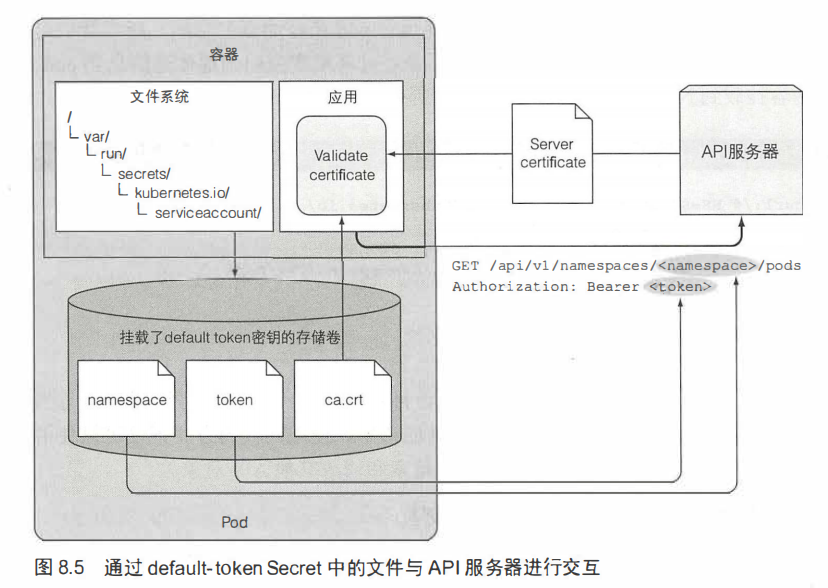 容器
文件系统
/
var/
run/
secrets/
kubernetes.io/
serviceaccount/
应用
Validate
certificate
Server
certificate
API服务器
GET /api/v1/namespaces/<namespace>/pods
Authorization: Bearer <token>
挂载了default token密钥的存储卷
namespace
token
ca.crt
Pod
图 8.5 通过 default-token Secret 中的文件与 API 服务器进行交互